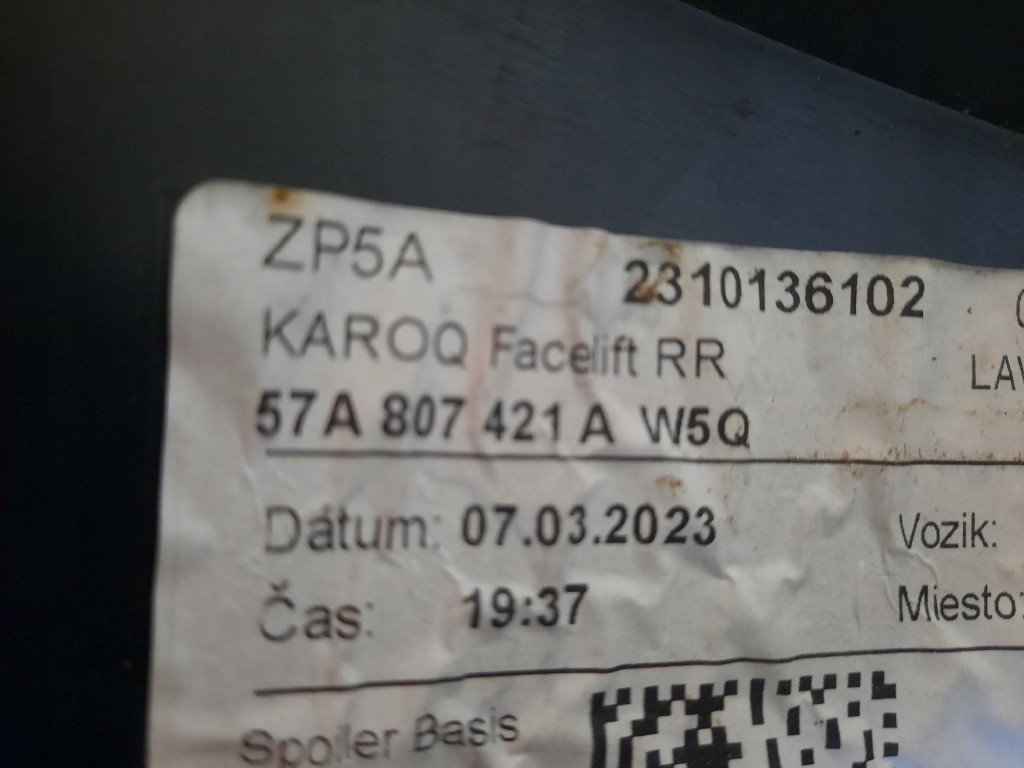 ZP5A 2310136102
KAROQ Facelift RR
57A 807 421 A W5Q
Dátum: 07.03.2023 Vozik:
Čas: 19:37 Miesto:
Spoiler Basis